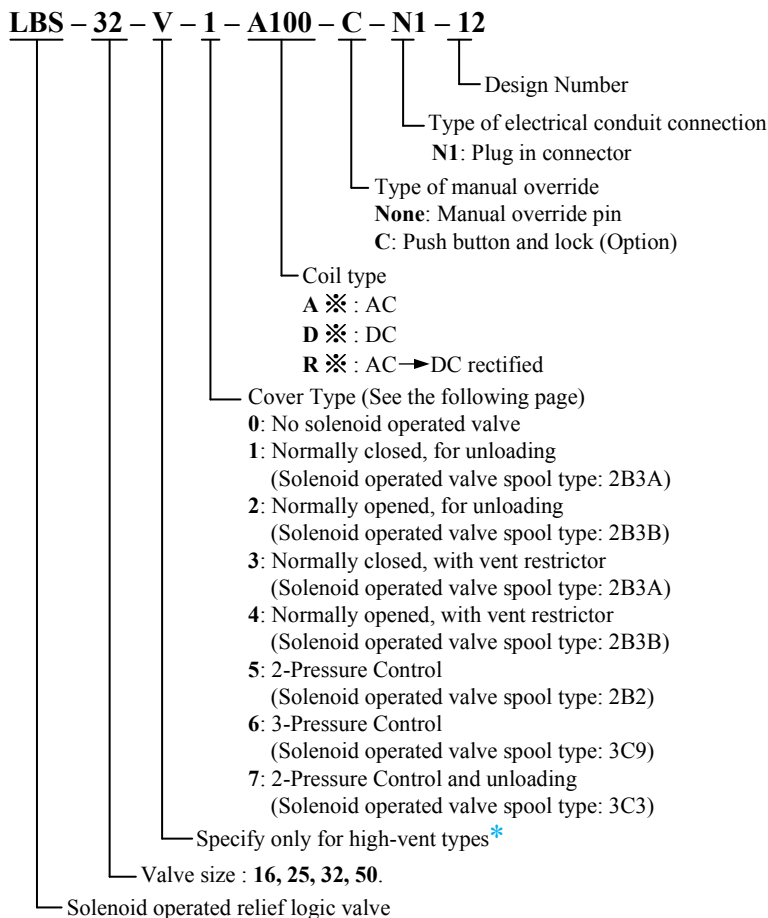 LBS – 32 – V – 1 – A100 – C – N1 – 12
Design Number
Type of electrical conduit connection
N1: Plug in connector
Type of manual override
None: Manual override pin
C: Push button and lock (Option)
Coil type
A ※ : AC
D ※ : DC
R ※ : AC→DC rectified
Cover Type (See the following page)
0: No solenoid operated valve
1: Normally closed, for unloading
(Solenoid operated valve spool type: 2B3A)
2: Normally opened, for unloading
(Solenoid operated valve spool type: 2B3B)
3: Normally closed, with vent restrictor
(Solenoid operated valve spool type: 2B3A)
4: Normally opened, with vent restrictor
(Solenoid operated valve spool type: 2B3B)
5: 2-Pressure Control
(Solenoid operated valve spool type: 2B2)
6: 3-Pressure Control
(Solenoid operated valve spool type: 3C9)
7: 2-Pressure Control and unloading
(Solenoid operated valve spool type: 3C3)
Specify only for high-vent types*
Valve size : 16, 25, 32, 50.
Solenoid operated relief logic valve